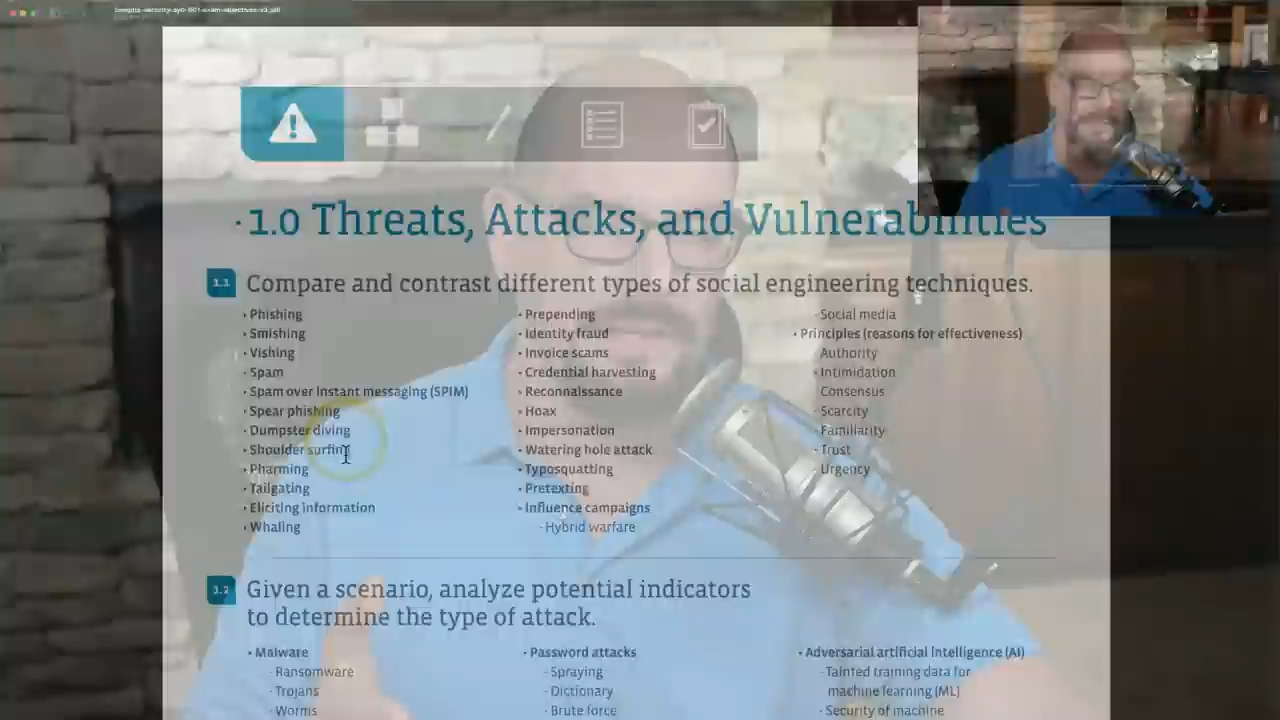 1.0 Threats, Attacks, and Vulnerabilities
1.1 Compare and contrast different types of social engineering techniques.
• Phishing
• Smishing
• Vishing
• Spam
• Spam over instant messaging (SPIM)
• Spear phishing
• Dumpster diving
• Shoulder surfing
• Pharming
• Tailgating
• Eliciting information
• Whaling
• Prepending
• Identity fraud
• Invoice scams
• Credential harvesting
• Reconnaissance
• Hoax
• Impersonation
• Watering hole attack
• Typosquatting
• Pretexting
• Influence campaigns
- Hybrid warfare
- Social media
• Principles (reasons for effectiveness)
- Authority
- Intimidation
- Consensus
- Scarcity
- Familiarity
- Trust
- Urgency
1.2 Given a scenario, analyze potential indicators
to determine the type of attack.
• Malware
- Ransomware
- Trojans
- Worms
• Password attacks
- Spraying
- Dictionary
- Brute force
• Adversarial artificial intelligence (AI)
- Tainted training data for
machine learning (ML)
- Security of machine